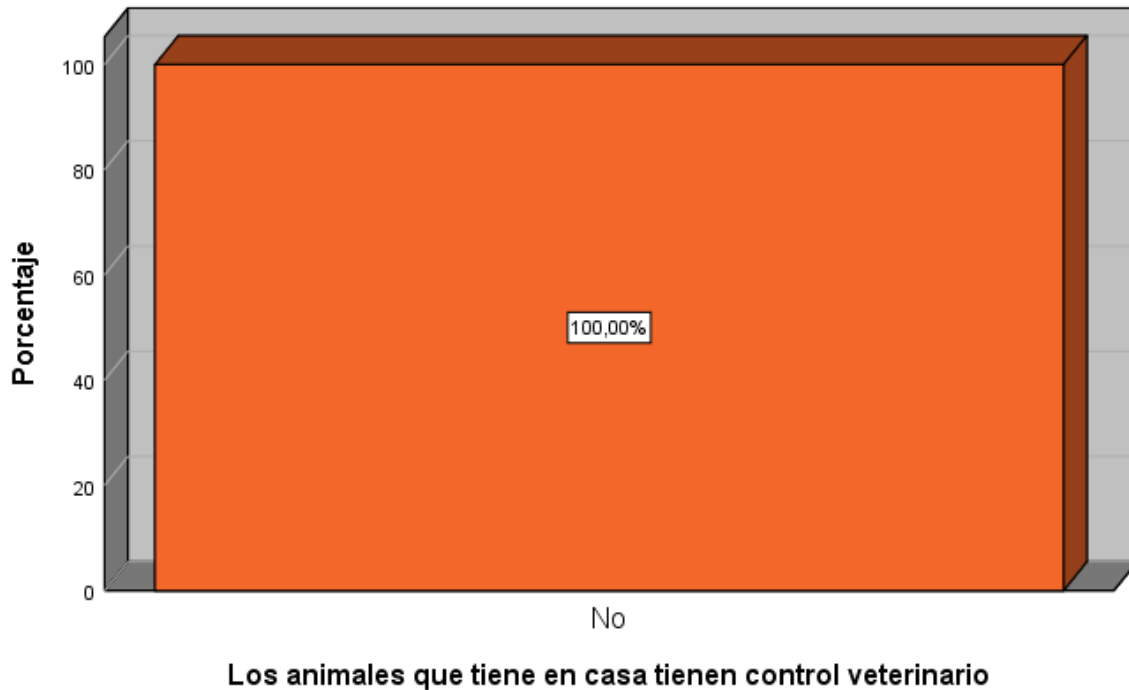 Porcentaje
100
80
60
40
20
0
100,00%
No
Los animales que tiene en casa tienen control veterinario